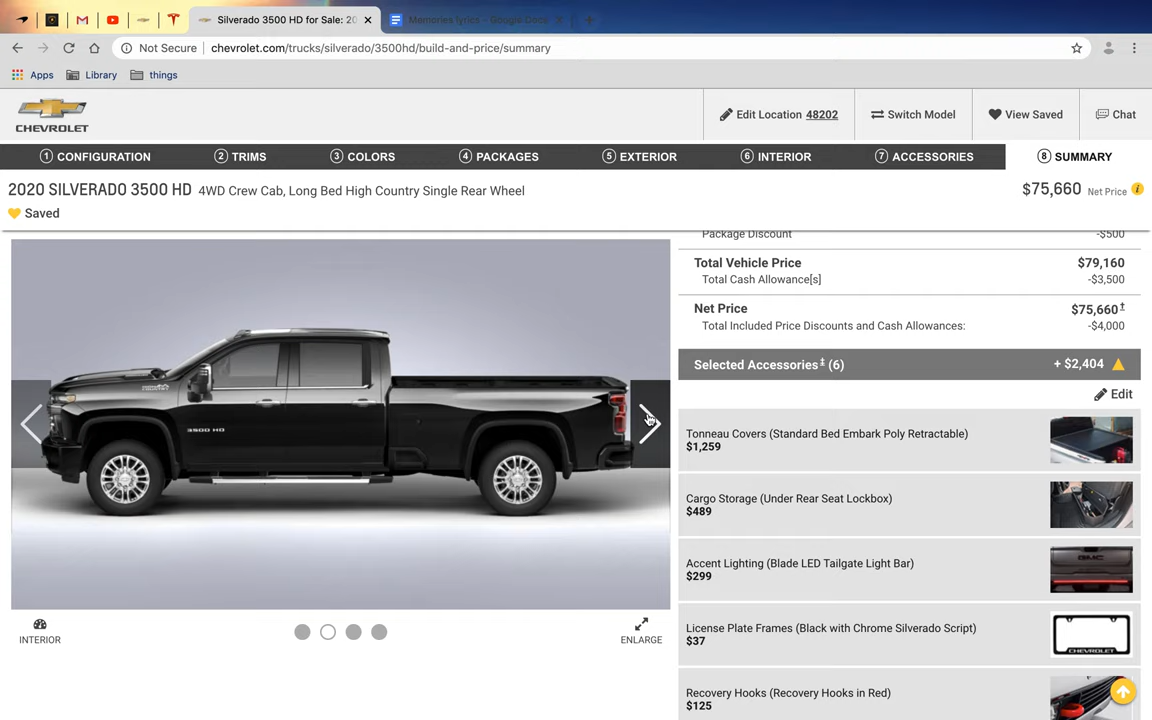 Silverado 3500 HD for Sale: 20
Memories lyrics - Google Docs
Not Secure chevrolet.com/trucks/silverado/3500hd/build-and-price/summary
Apps Library things
CHEVROLET
Edit Location 48202 Switch Model View Saved Chat
1 CONFIGURATION 2 TRIMS 3 COLORS 4 PACKAGES 5 EXTERIOR 6 INTERIOR 7 ACCESSORIES 8 SUMMARY
2020 SILVERADO 3500 HD 4WD Crew Cab, Long Bed High Country Single Rear Wheel
$75,660 Net Price i
Saved
Package Discount -$500
Total Vehicle Price $79,160
Total Cash Allowance[s] -$3,500
Net Price $75,660†
Total Included Price Discounts and Cash Allowances: -$4,000
Selected Accessories‡ (6) + $2,404
Edit
Tonneau Covers (Standard Bed Embark Poly Retractable)
$1,259
Cargo Storage (Under Rear Seat Lockbox)
$489
Accent Lighting (Blade LED Tailgate Light Bar)
$299
GMC
License Plate Frames (Black with Chrome Silverado Script)
$37
CHEVROLET
Recovery Hooks (Recovery Hooks in Red)
$125
3500 HD
INTERIOR
ENLARGE